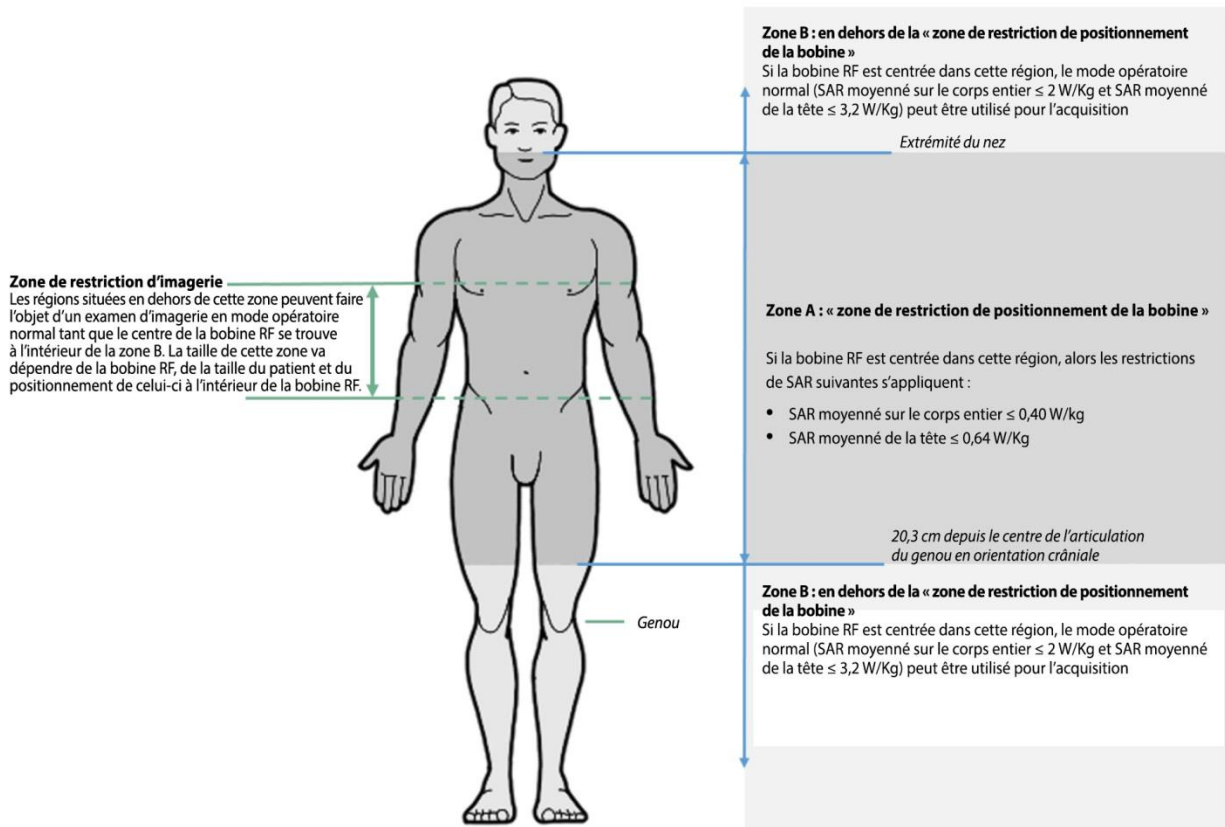 Zone B : en dehors de la « zone de restriction de positionnement
de la bobine »
Si la bobine RF est centrée dans cette région, le mode opératoire
normal (SAR moyenné sur le corps entier ≤ 2 W/Kg et SAR moyenné
de la tête ≤ 3,2 W/Kg) peut être utilisé pour l’acquisition
Extrémité du nez
Zone de restriction d’imagerie
Les régions situées en dehors de cette zone peuvent faire
l’objet d’un examen d’imagerie en mode opératoire
normal tant que le centre de la bobine RF se trouve
à l’intérieur de la zone B. La taille de cette zone va
dépendre de la bobine RF, de la taille du patient et du
positionnement de celui-ci à l’intérieur de la bobine RF.
Zone A : « zone de restriction de positionnement de la bobine »
Si la bobine RF est centrée dans cette région, alors les restrictions
de SAR suivantes s’appliquent :
• SAR moyenné sur le corps entier ≤ 0,40 W/kg
• SAR moyenné de la tête ≤ 0,64 W/Kg
20,3 cm depuis le centre de l’articulation
du genou en orientation crâniale
Zone B : en dehors de la « zone de restriction de positionnement
de la bobine »
Si la bobine RF est centrée dans cette région, le mode opératoire
normal (SAR moyenné sur le corps entier ≤ 2 W/Kg et SAR moyenné
de la tête ≤ 3,2 W/Kg) peut être utilisé pour l’acquisition
Genou